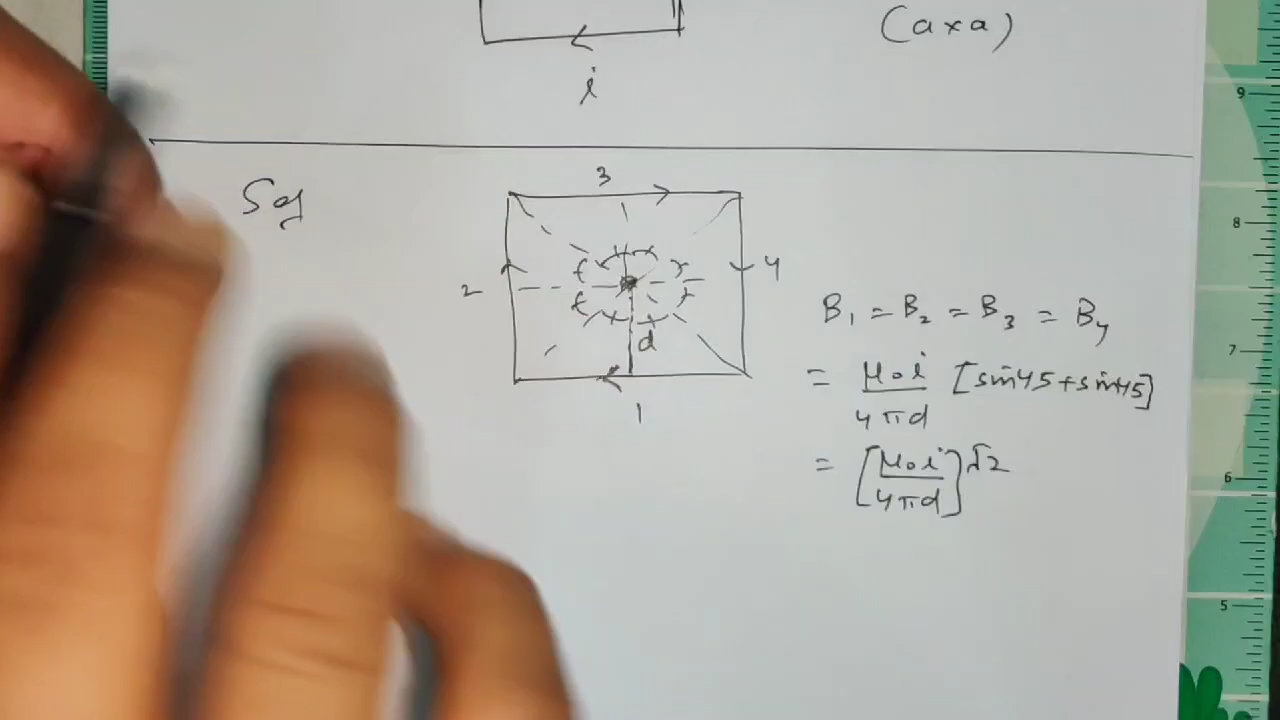 (axa)
i
Sol
3
2
4
d
1
B₁ = B₂ = B₃ = B₄
= μ₀i/4πd [sin45+sin45]
= [μ₀i/4πd]√2
9
8
7
6
5